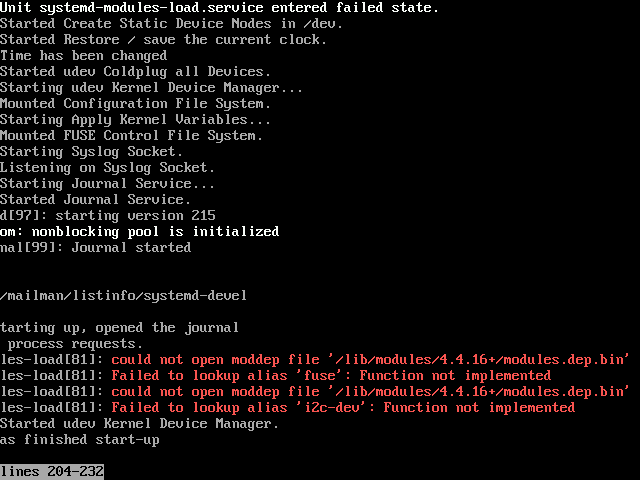 Unit systemd-modules-load.service entered failed state.
Started Create Static Device Nodes in /dev.
Started Restore / save the current clock.
Time has been changed
Started udev Coldplug all Devices.
Starting udev Kernel Device Manager...
Mounted Configuration File System.
Starting Apply Kernel Variables...
Mounted FUSE Control File System.
Starting Syslog Socket.
Listening on Syslog Socket.
Starting Journal Service...
Started Journal Service.
d[97]: starting version 215
om: nonblocking pool is initialized
nal[99]: Journal started
/mailman/listinfo/systemd-devel
tarting up, opened the journal
process requests.
les-load[81]: could not open moddep file '/lib/modules/4.4.16+/modules.dep.bin'
les-load[81]: Failed to lookup alias 'fuse': Function not implemented
les-load[81]: could not open moddep file '/lib/modules/4.4.16+/modules.dep.bin'
les-load[81]: Failed to lookup alias 'i2c-dev': Function not implemented
Started udev Kernel Device Manager.
as finished start-up
lines 204-232